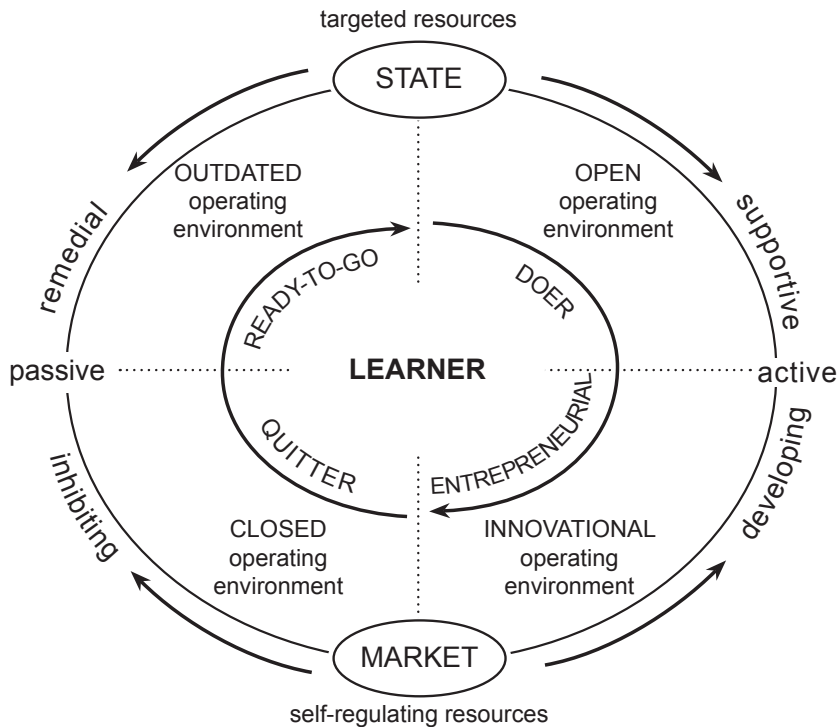 targeted resources
STATE
OUTDATED
operating
environment
OPEN
operating
environment
remedial
supportive
READY-TO-GO
DOER
passive
LEARNER
active
QUITTER
ENTREPRENEURIAL
inhibiting
developing
CLOSED
operating
environment
INNOVATIONAL
operating
environment
MARKET
self-regulating resources